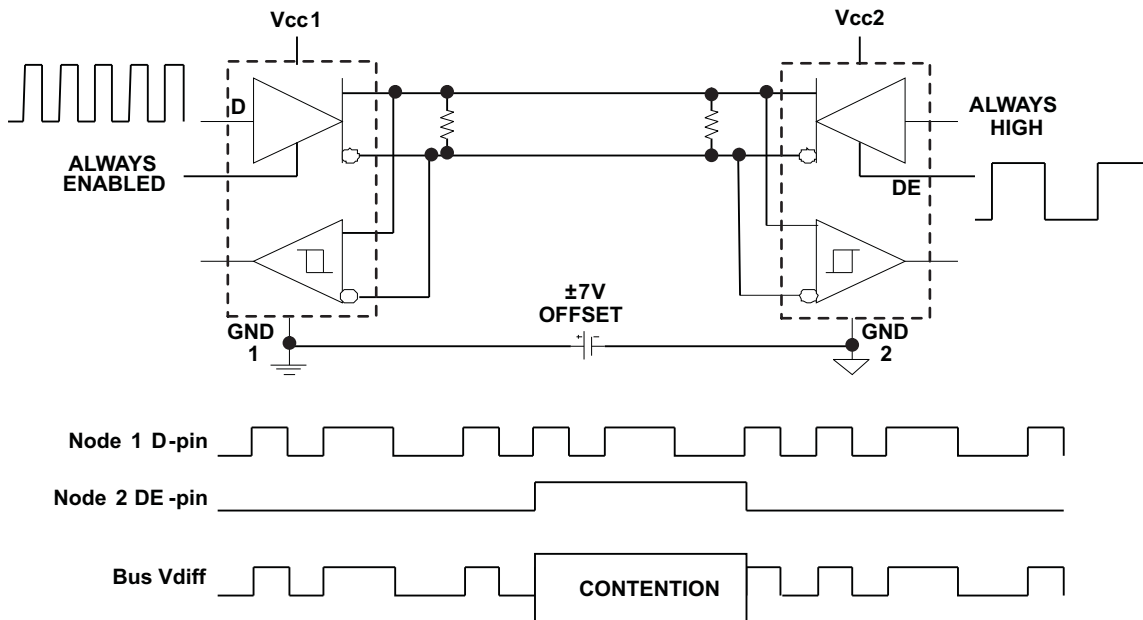 Vcc1
Vcc2
D
ALWAYS
ENABLED
ALWAYS
HIGH
DE
±7V
OFFSET
GND
1
GND
2
Node 1 D-pin
Node 2 DE-pin
Bus Vdiff
CONTENTION